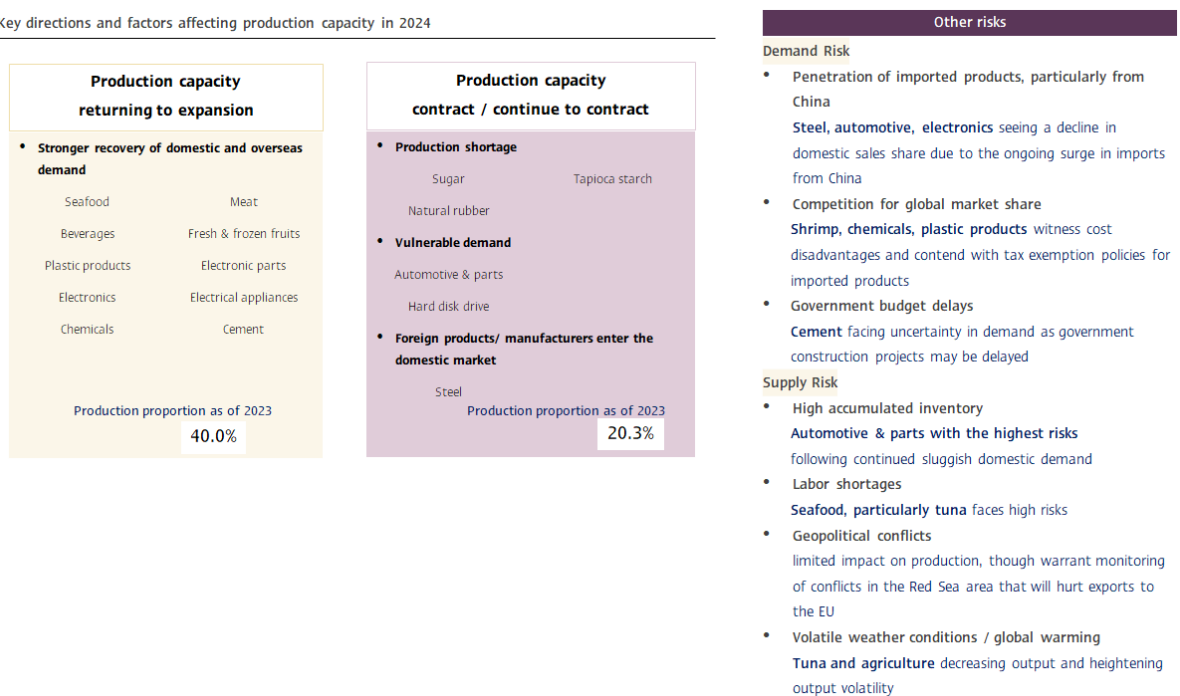 Key directions and factors affecting production capacity in 2024
Production capacity
returning to expansion
• Stronger recovery of domestic and overseas
demand
Seafood Meat
Beverages Fresh & frozen fruits
Plastic products Electronic parts
Electronics Electrical appliances
Chemicals Cement
Production proportion as of 2023
40.0%
Production capacity
contract / continue to contract
• Production shortage
Sugar Tapioca starch
Natural rubber
• Vulnerable demand
Automotive & parts
Hard disk drive
• Foreign products/ manufacturers enter the
domestic market
Steel
Production proportion as of 2023
20.3%
Other risks
Demand Risk
• Penetration of imported products, particularly from
China
Steel, automotive, electronics seeing a decline in
domestic sales share due to the ongoing surge in imports
from China
• Competition for global market share
Shrimp, chemicals, plastic products witness cost
disadvantages and contend with tax exemption policies for
imported products
• Government budget delays
Cement facing uncertainty in demand as government
construction projects may be delayed
Supply Risk
• High accumulated inventory
Automotive & parts with the highest risks
following continued sluggish domestic demand
• Labor shortages
Seafood, particularly tuna faces high risks
• Geopolitical conflicts
limited impact on production, though warrant monitoring
of conflicts in the Red Sea area that will hurt exports to
the EU
• Volatile weather conditions / global warming
Tuna and agriculture decreasing output and heightening
output volatility